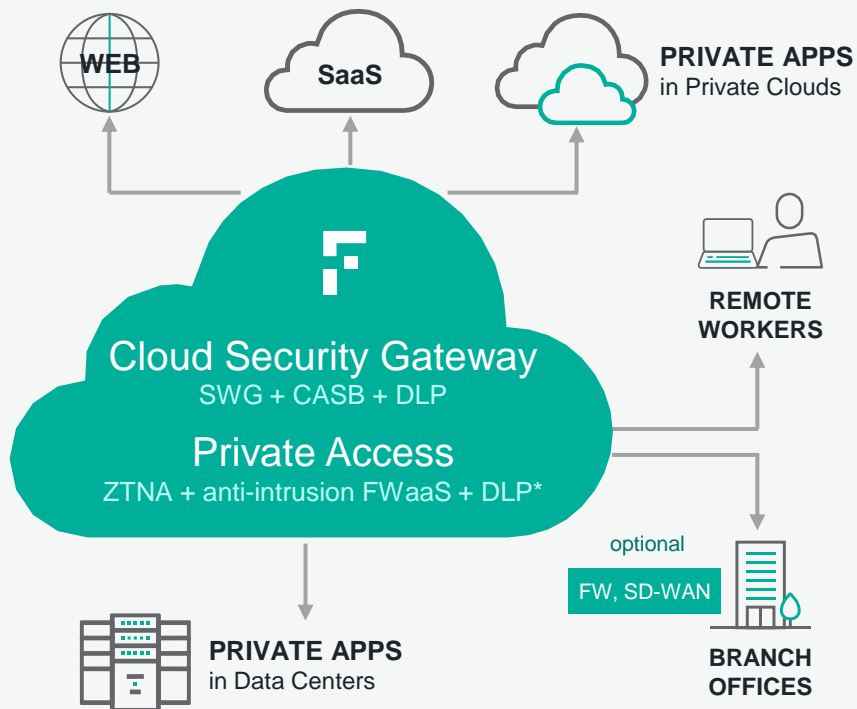 WEB
SaaS
PRIVATE APPS
in Private Clouds
REMOTE
WORKERS
Cloud Security Gateway
SWG + CASB + DLP
Private Access
ZTNA + anti-intrusion FWaaS + DLP*
optional
FW, SD-WAN
PRIVATE APPS
in Data Centers
BRANCH
OFFICES